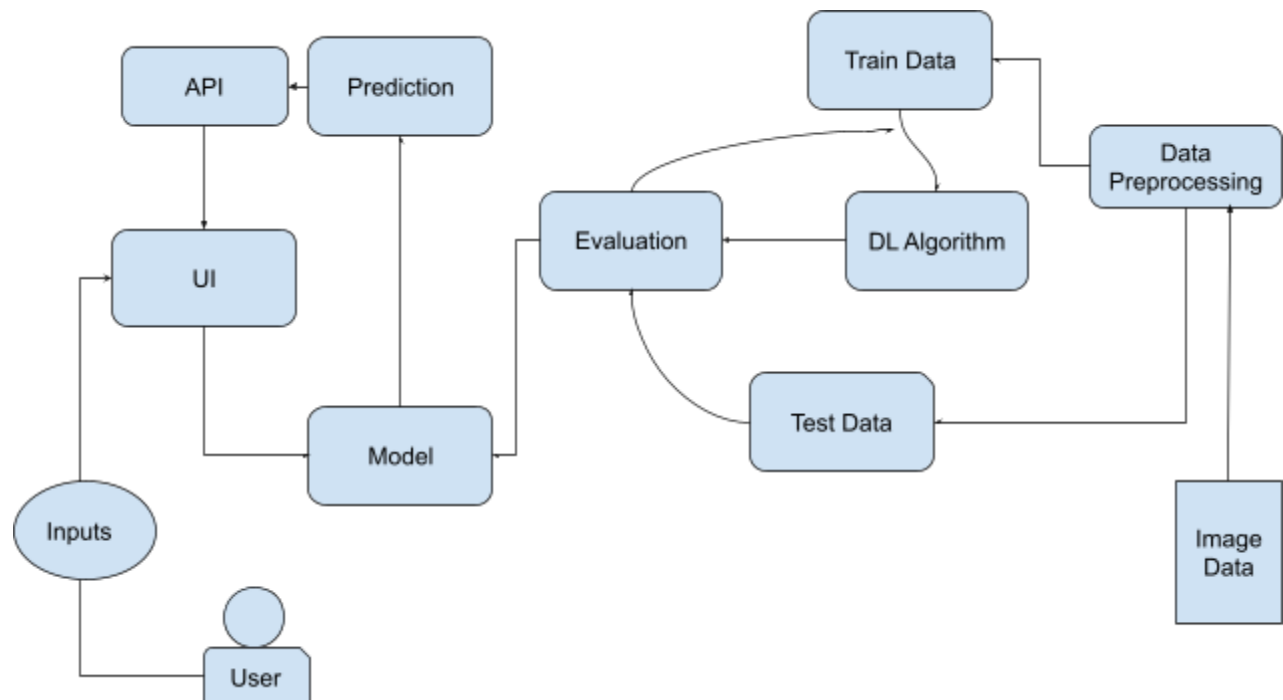 Train Data
API
Prediction
Data
Preprocessing
Evaluation
DL Algorithm
UI
Test Data
Model
Inputs
Image
Data
User